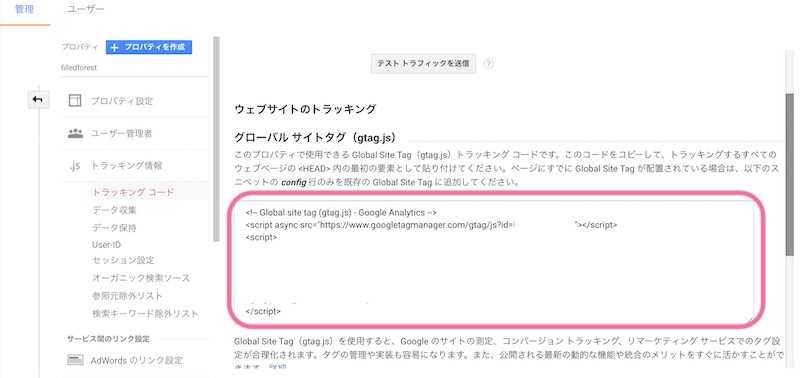 管理 ユーザー
プロパティ ＋ プロパティを作成
filledforest
プロパティ設定
ユーザー管理者
.js トラッキング情報
トラッキング コード
データ収集
データ保持
User-ID
セッション設定
オーガニック検索ソース
参照元除外リスト
検索キーワード除外リスト
サービス間のリンク設定
AdWords のリンク設定
テスト トラフィックを送信 ?
ウェブサイトのトラッキング
グローバル サイトタグ（gtag.js）
このプロパティで使用できる Global Site Tag（gtag.js）トラッキング コードです。このコードをコピーして、トラッキングするすべての
ウェブページの <HEAD> 内の最初の要素として貼り付けてください。ページにすでに Global Site Tag が配置されている場合は、以下のス
ニペットの config 行のみを既存の Global Site Tag に追加してください。
<!-- Global site tag (gtag.js) - Google Analytics -->
<script async src="https://www.googletagmanager.com/gtag/js?id= "></script>
<script>
</script>
Global Site Tag（gtag.js）を使用すると、Google のサイトの測定、コンバージョン トラッキング、リマーケティング サービスでのタグ設
定が合理化されます。タグの管理や実装も容易になります。また、公開される最新の動的な機能や統合のメリットをすぐに活かすことがで